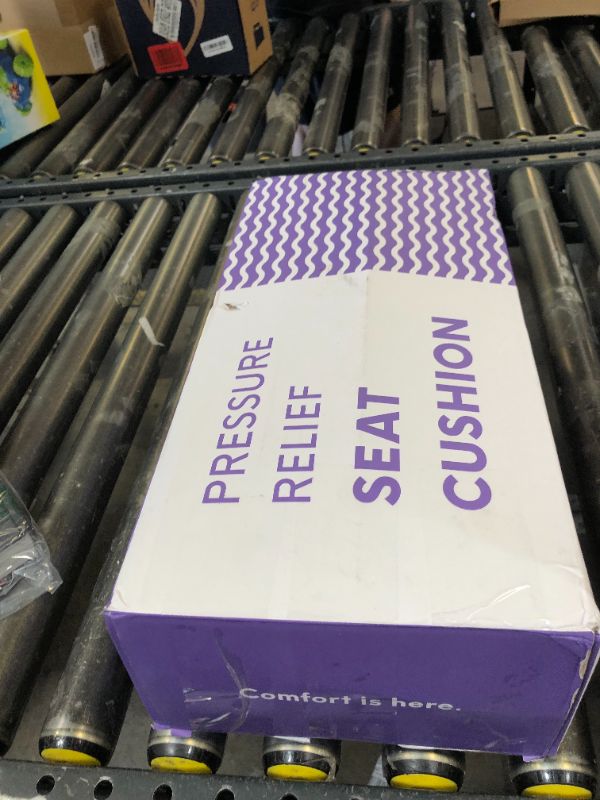 PRESSURE
RELIEF
SEAT
CUSHION
Comfort is here.